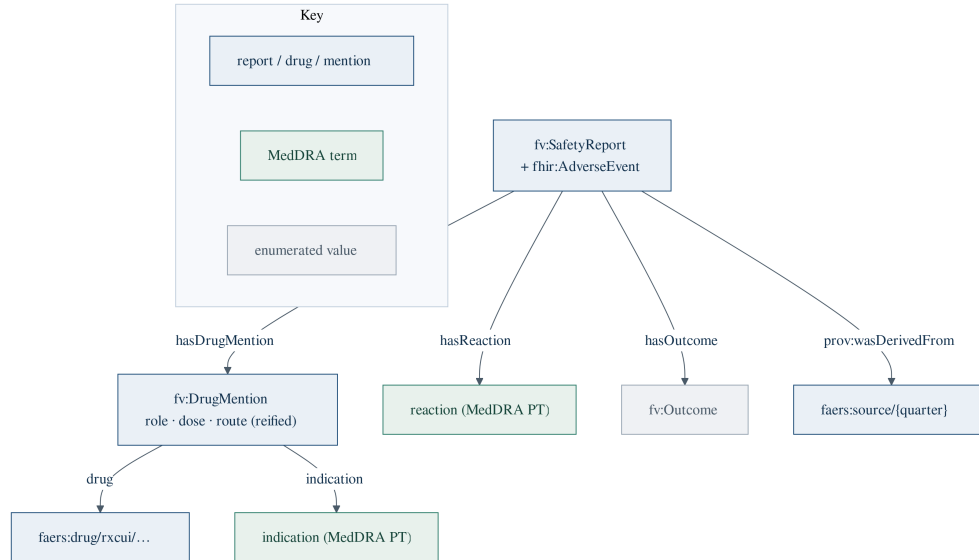 Key
report / drug / mention
MedDRA term
enumerated value
fv:SafetyReport
+ fhir:AdverseEvent
hasDrugMention
hasReaction
hasOutcome
prov:wasDerivedFrom
fv:DrugMention
role · dose · route (reified)
reaction (MedDRA PT)
fv:Outcome
faers:source/{quarter}
drug
indication
faers:drug/rxcui/…
indication (MedDRA PT)